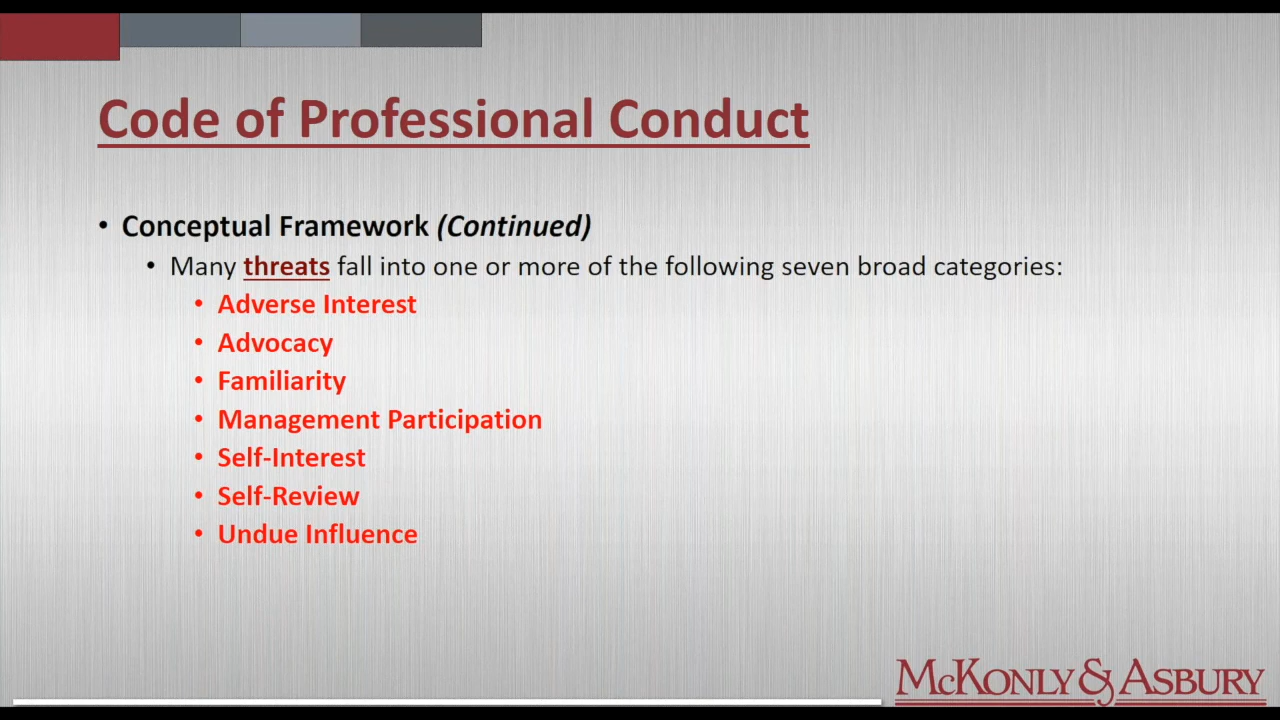 Code of Professional Conduct
• Conceptual Framework (Continued)
• Many threats fall into one or more of the following seven broad categories:
• Adverse Interest
• Advocacy
• Familiarity
• Management Participation
• Self-Interest
• Self-Review
• Undue Influence
McKonly & Asbury